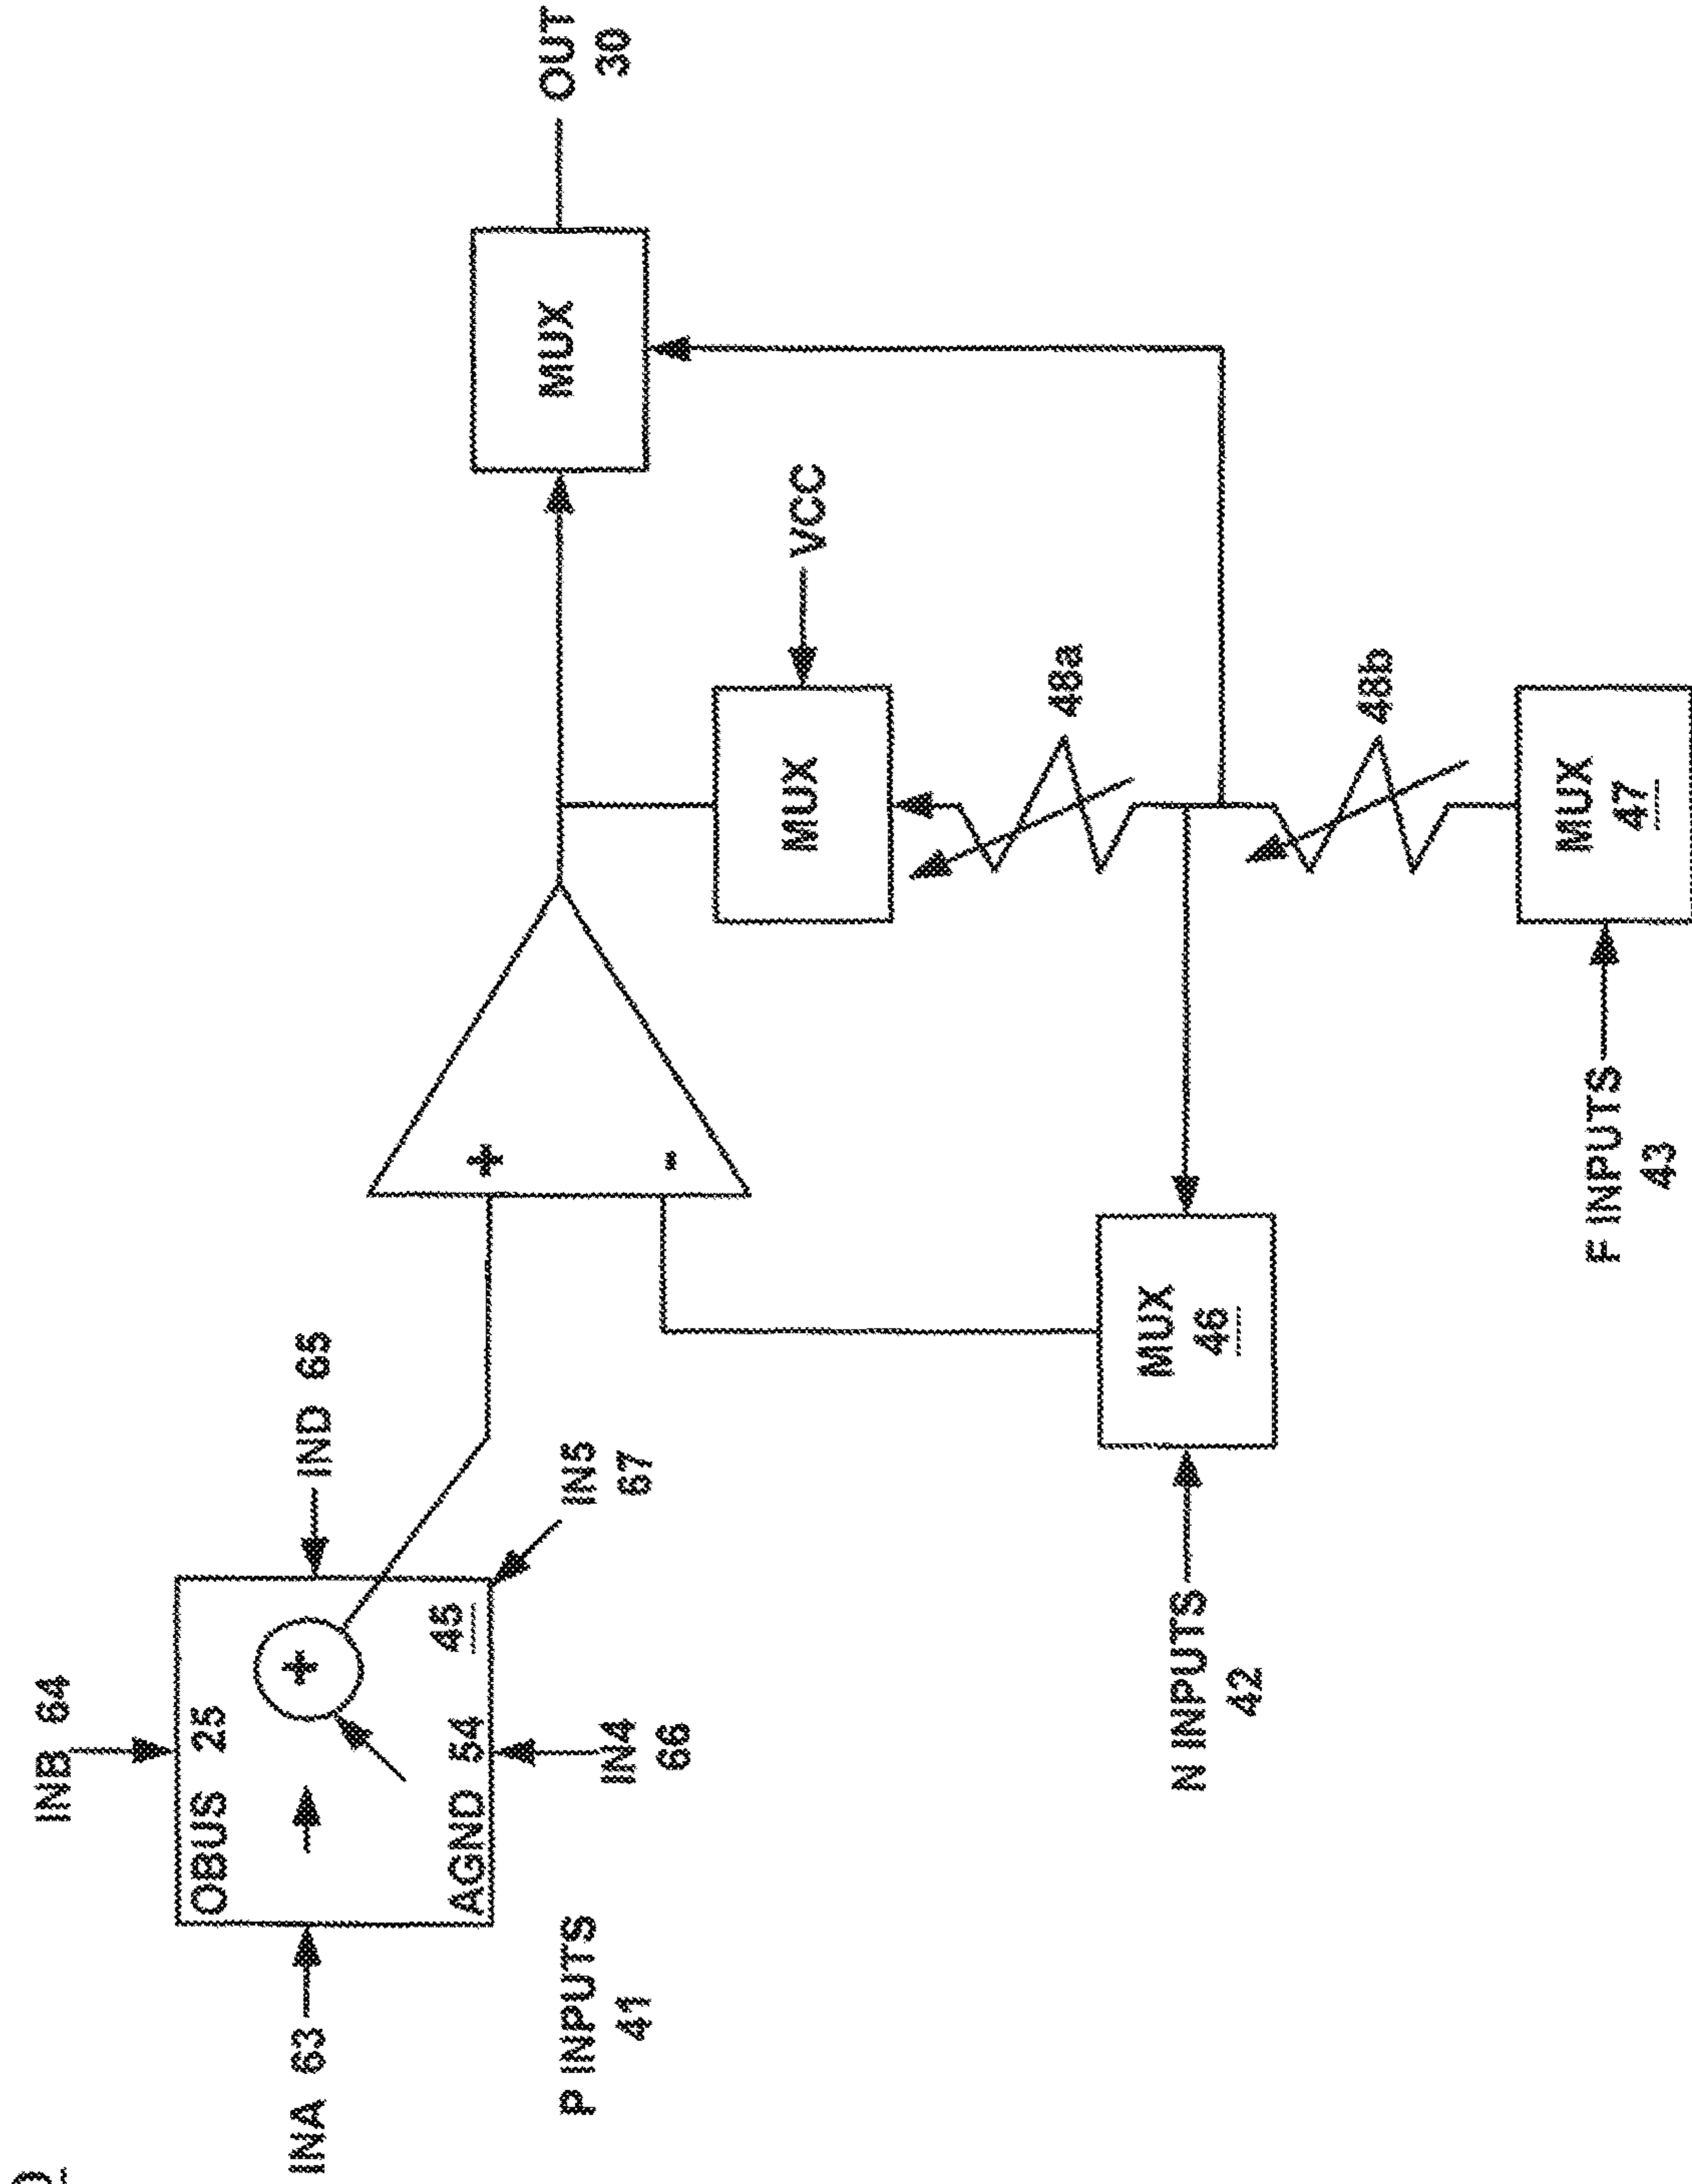 INB 64
OBUS 25
INA 63
IND 65
45
AGND 54
P INPUTS
41
IN4
66
IN5
67
+
+
-
MUX
OUT
30
MUX
VCC
48a
N INPUTS
42
MUX
46
48b
F INPUTS
43
MUX
47